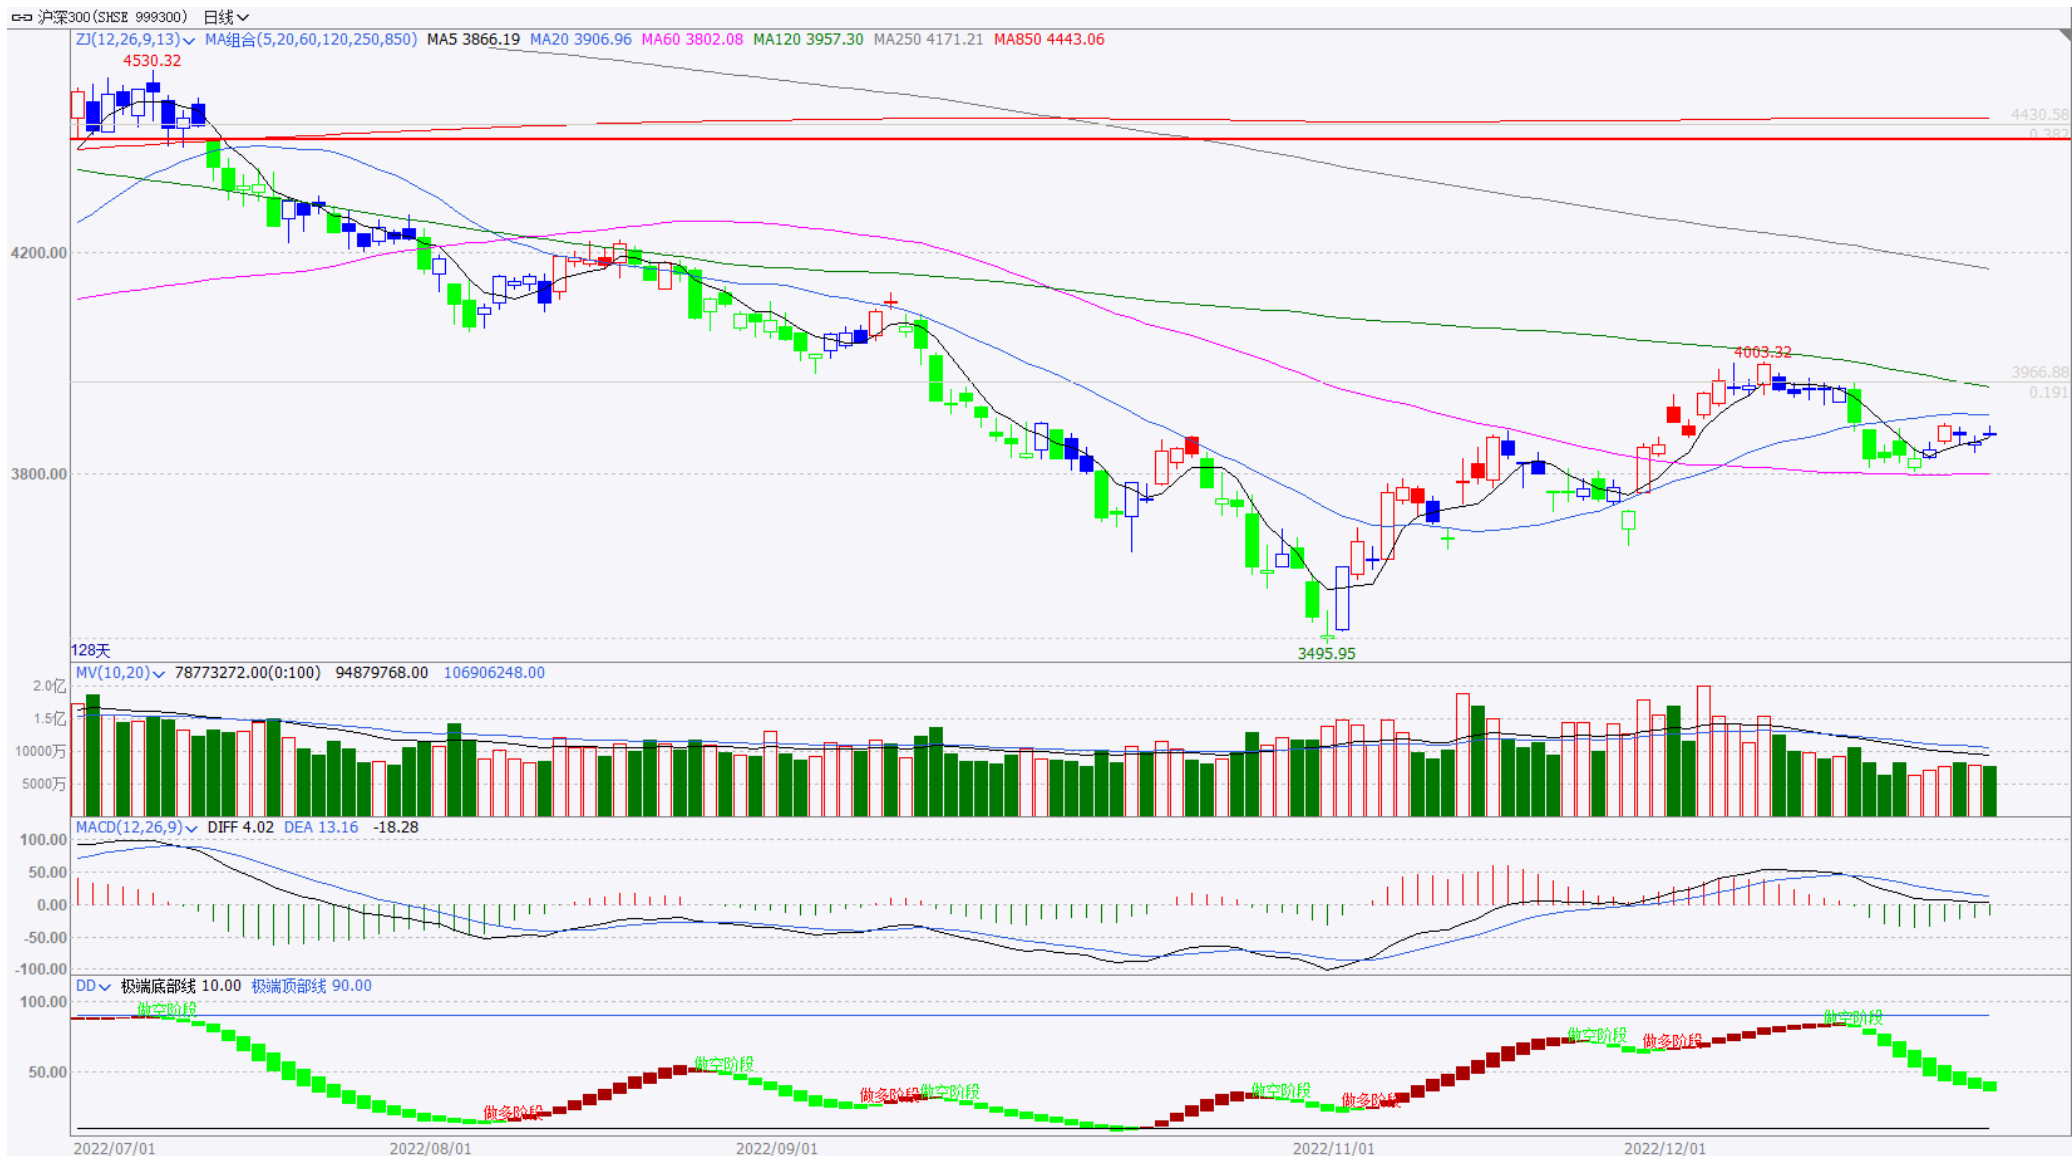 沪深300(SHSE 999300) 日线
ZJ(12,26,9,13) MA组合(5,20,60,120,250,850) MA5 3866.19 MA20 3906.96 MA60 3802.08 MA120 3957.30 MA250 4171.21 MA850 4443.06
4530.32
4430.58
0.382
4200.00
4003.32
3966.88
0.191
3800.00
3495.95
128天
MV(10,20) 78773272.00(0:100) 94879768.00 106906248.00
2.0亿
1.5亿
10000万
5000万
MACD(12,26,9) DIFF 4.02 DEA 13.16 -18.28
100.00
50.00
0.00
-50.00
-100.00
DD 极端底部线 10.00 极端顶部线 90.00
100.00
做空阶段 做空阶段
做空阶段 做多阶段
50.00
做空阶段
做多阶段 做空阶段 做空阶段 做多阶段
做多阶段
2022/07/01 2022/08/01 2022/09/01 2022/11/01 2022/12/01